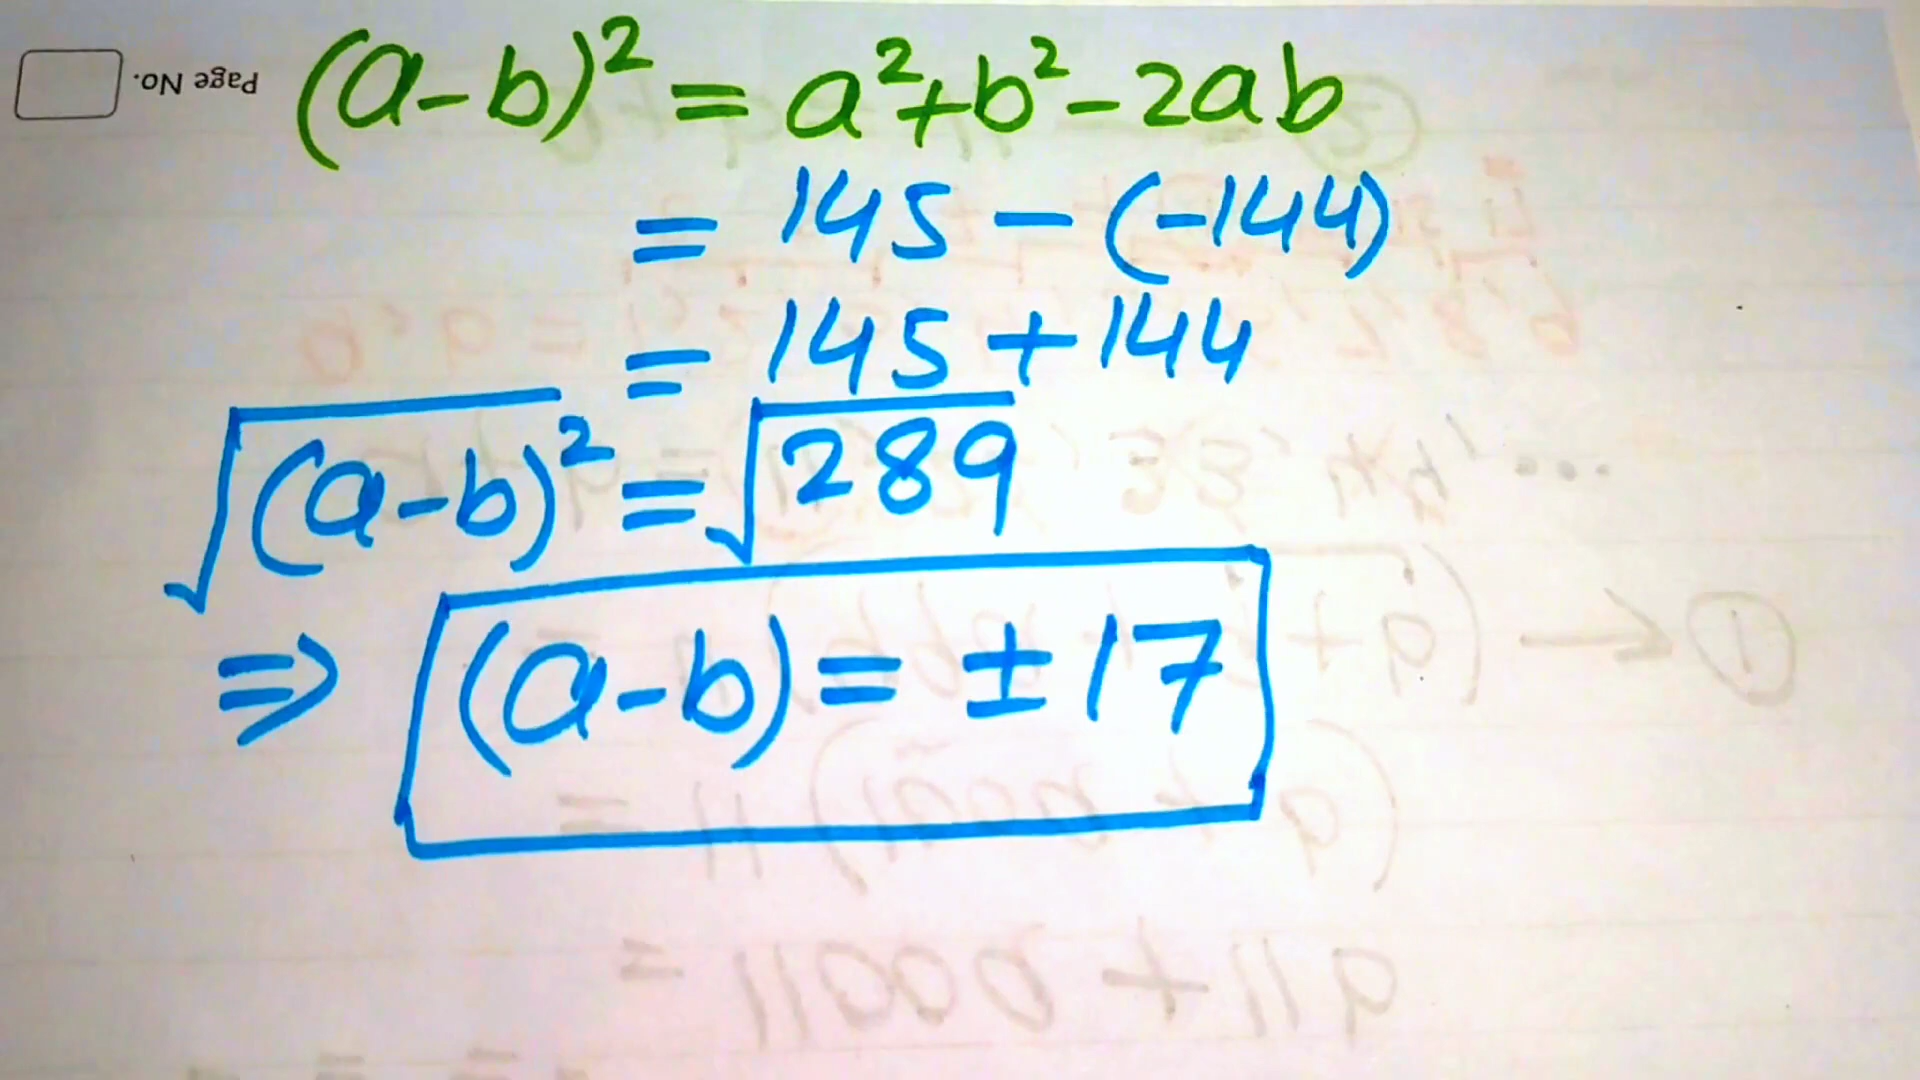 Page No.
(a-b)² = a²+b²-2ab
= 145 - (-144)
= 145 + 144
√(a-b)² = √289
⇒ (a-b) = ± 17